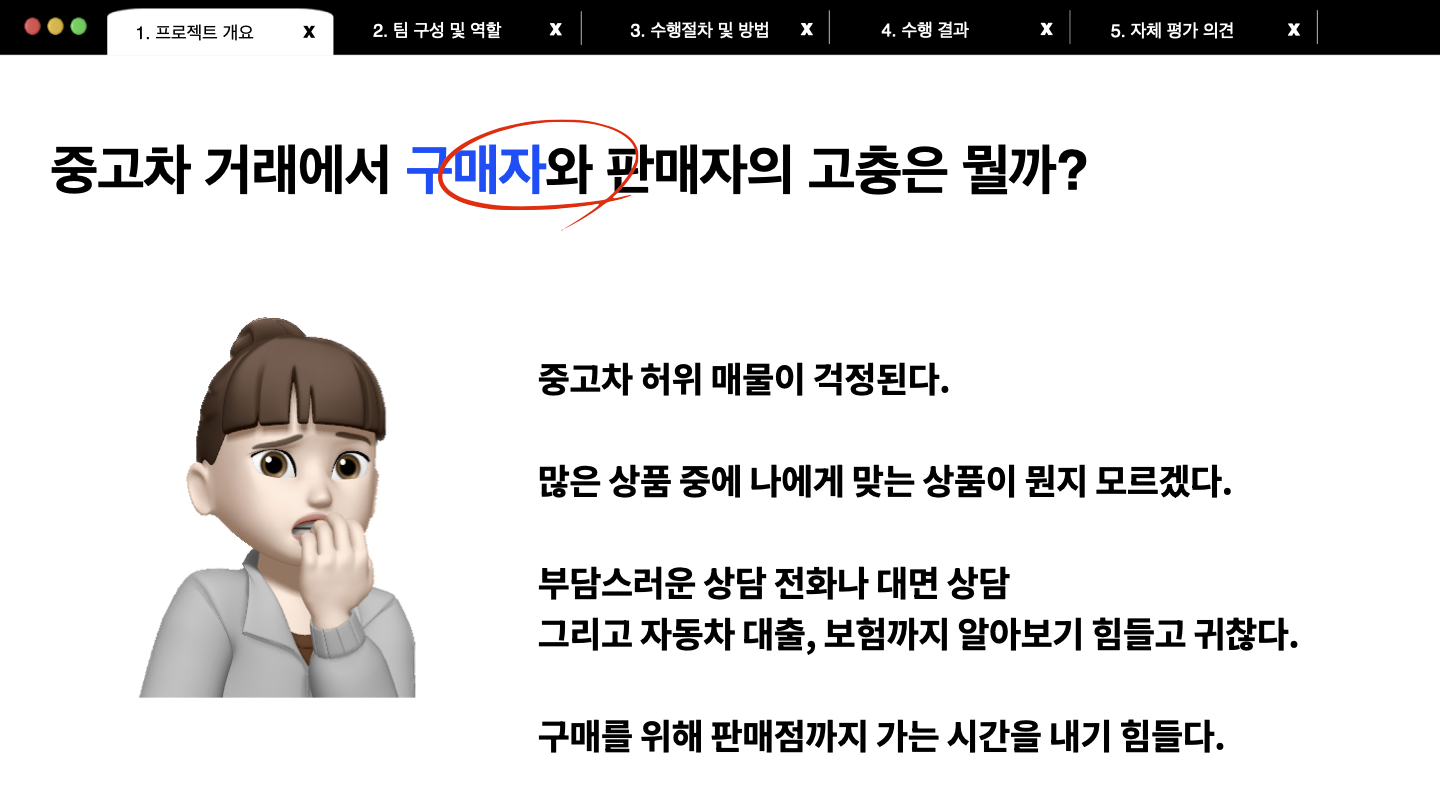 1. 프로젝트 개요 X
2. 팀 구성 및 역할 X
3. 수행절차 및 방법 X
4. 수행 결과 X
5. 자체 평가 의견 X
중고차 거래에서 구매자와 판매자의 고충은 뭘까?
중고차 허위 매물이 걱정된다.
많은 상품 중에 나에게 맞는 상품이 뭔지 모르겠다.
부담스러운 상담 전화나 대면 상담
그리고 자동차 대출, 보험까지 알아보기 힘들고 귀찮다.
구매를 위해 판매점까지 가는 시간을 내기 힘들다.